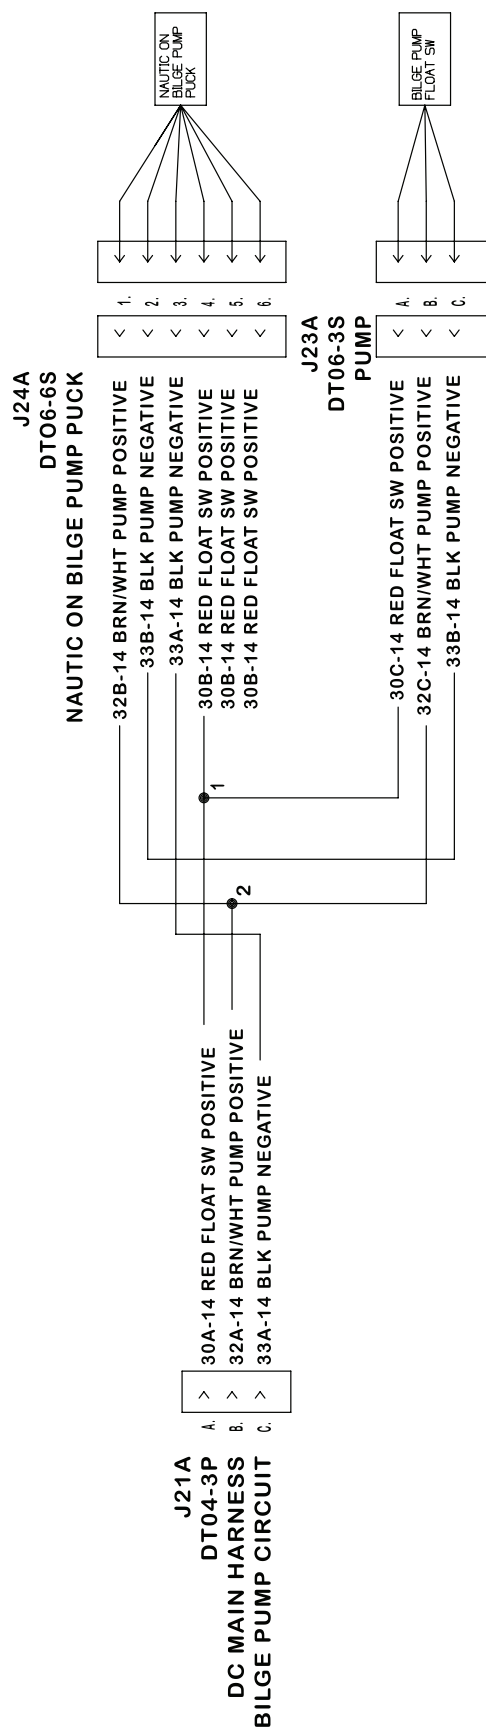 NAUTIC ON
BILGE PUMP
PUCK
BILGE PUMP
FLOAT SW
J24A
DTO6-6S
NAUTIC ON BILGE PUMP PUCK
1.
2.
3.
4.
5.
6.
32B-14 BRN/WHT PUMP POSITIVE
33B-14 BLK PUMP NEGATIVE
33A-14 BLK PUMP NEGATIVE
30B-14 RED FLOAT SW POSITIVE
30B-14 RED FLOAT SW POSITIVE
30B-14 RED FLOAT SW POSITIVE
J23A
DT06-3S
PUMP
A.
B.
C.
30C-14 RED FLOAT SW POSITIVE
32C-14 BRN/WHT PUMP POSITIVE
33B-14 BLK PUMP NEGATIVE
1
2
30A-14 RED FLOAT SW POSITIVE
32A-14 BRN/WHT PUMP POSITIVE
33A-14 BLK PUMP NEGATIVE
A.
B.
C.
J21A
DT04-3P
DC MAIN HARNESS
BILGE PUMP CIRCUIT